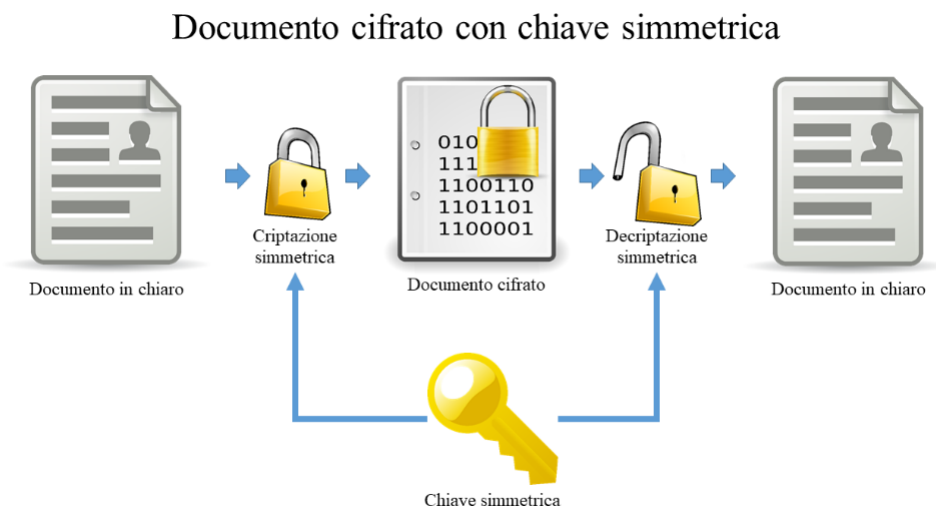 Documento cifrato con chiave simmetrica
010
111
1100110
1101101
1100001
Criptazione
simmetrica
Decriptazione
simmetrica
Documento in chiaro
Documento cifrato
Documento in chiaro
Chiave simmetrica